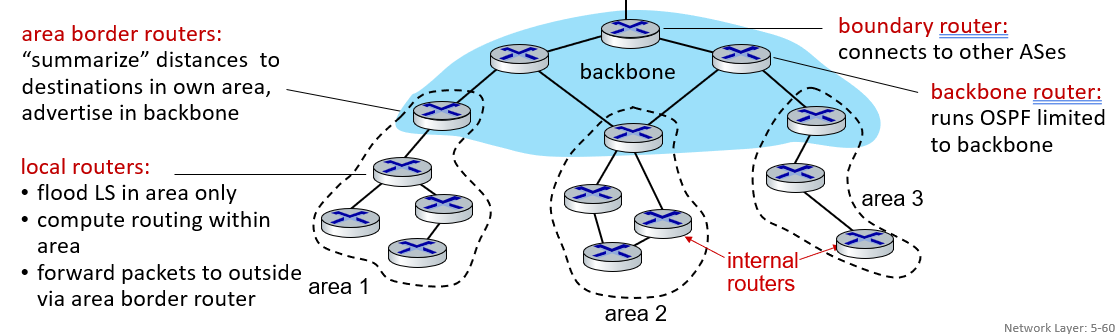 area border routers:
“summarize” distances to
destinations in own area,
advertise in backbone
local routers:
• flood LS in area only
• compute routing within
area
• forward packets to outside
via area border router
backbone
boundary router:
connects to other ASes
backbone router:
runs OSPF limited
to backbone
area 1
area 2
area 3
internal
routers
Network Layer: 5-60